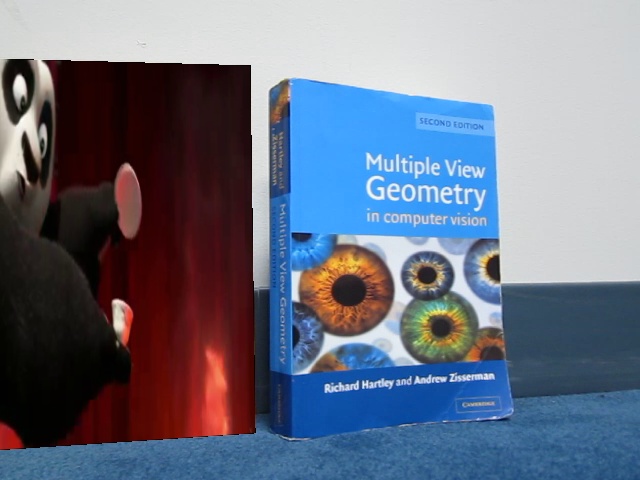 SECOND EDITION
Multiple View
Geometry
in computer vision
Richard Hartley and Andrew Zisserman
CAMBRIDGE
Hartley and
Zisserman
Multiple View Geometry